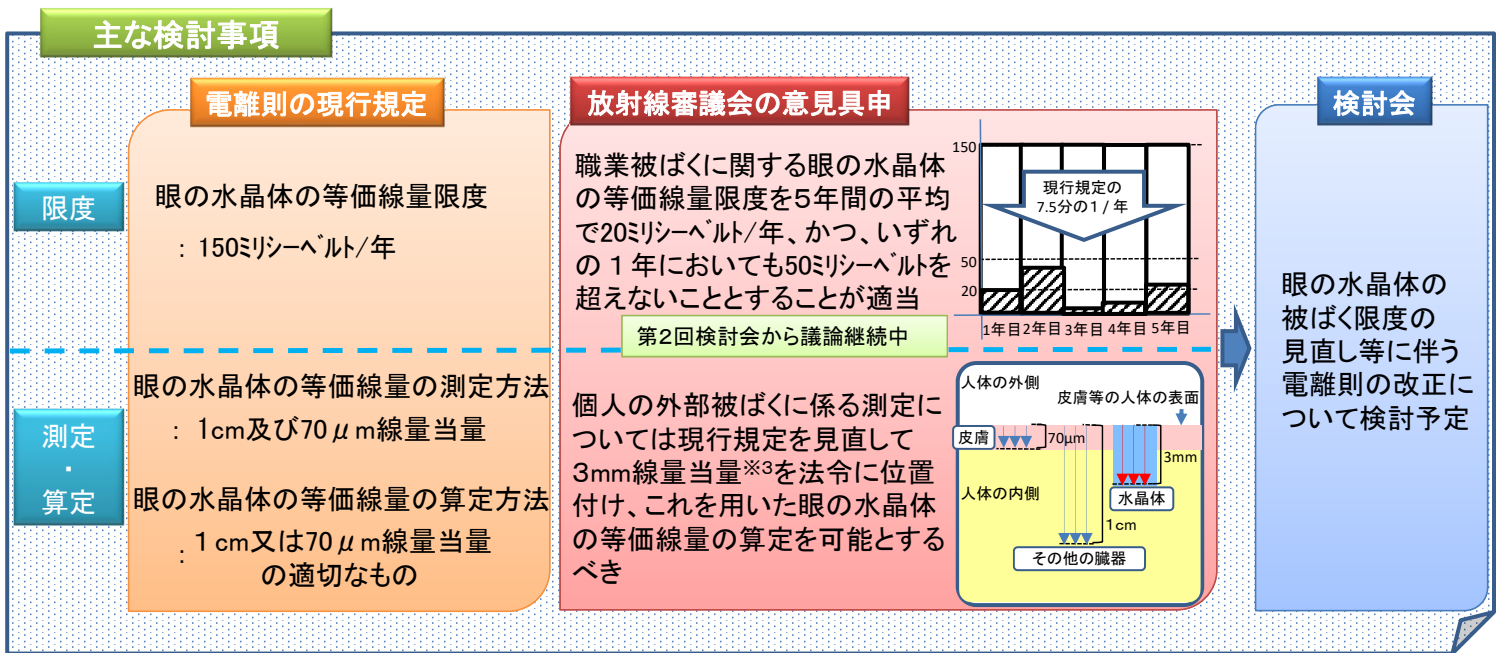 主な検討事項
電離則の現行規定
放射線審議会の意見具申
検討会
限度
眼の水晶体の等価線量限度
：150ミリシーベルト/年
職業被ばくに関する眼の水晶体
の等価線量限度を5年間の平均
で20ミリシーベルト/年、かつ、いずれ
の１年においても50ミリシーベルトを
超えないこととすることが適当
150
50
20
現行規定の
7.5分の1 / 年
1年目 2年目 3年目 4年目 5年目
第2回検討会から議論継続中
測定
・
算定
眼の水晶体の等価線量の測定方法
： 1cm及び70μm線量当量
眼の水晶体の等価線量の算定方法
：１cm又は70μm線量当量
の適切なもの
個人の外部被ばくに係る測定に
ついては現行規定を見直して
3mm線量当量※3を法令に位置
付け、これを用いた眼の水晶体
の等価線量の算定を可能とする
べき
人体の外側
皮膚等の人体の表面
皮膚
70μm
3mm
人体の内側
水晶体
1cm
その他の臓器
眼の水晶体の
被ばく限度の
見直し等に伴う
電離則の改正に
ついて検討予定